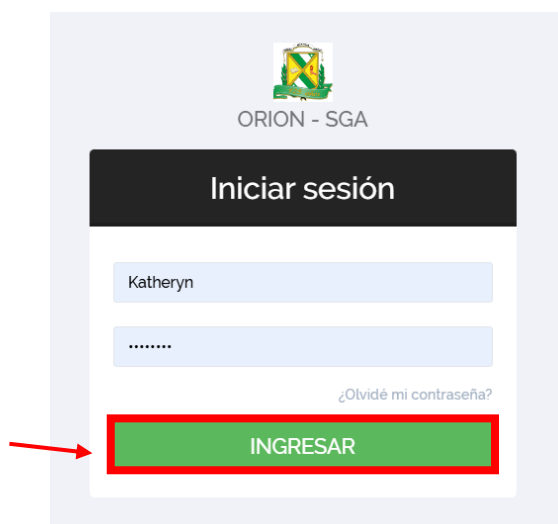 ORION - SGA
Iniciar sesión
Katheryn
........
¿Olvidé mi contraseña?
INGRESAR